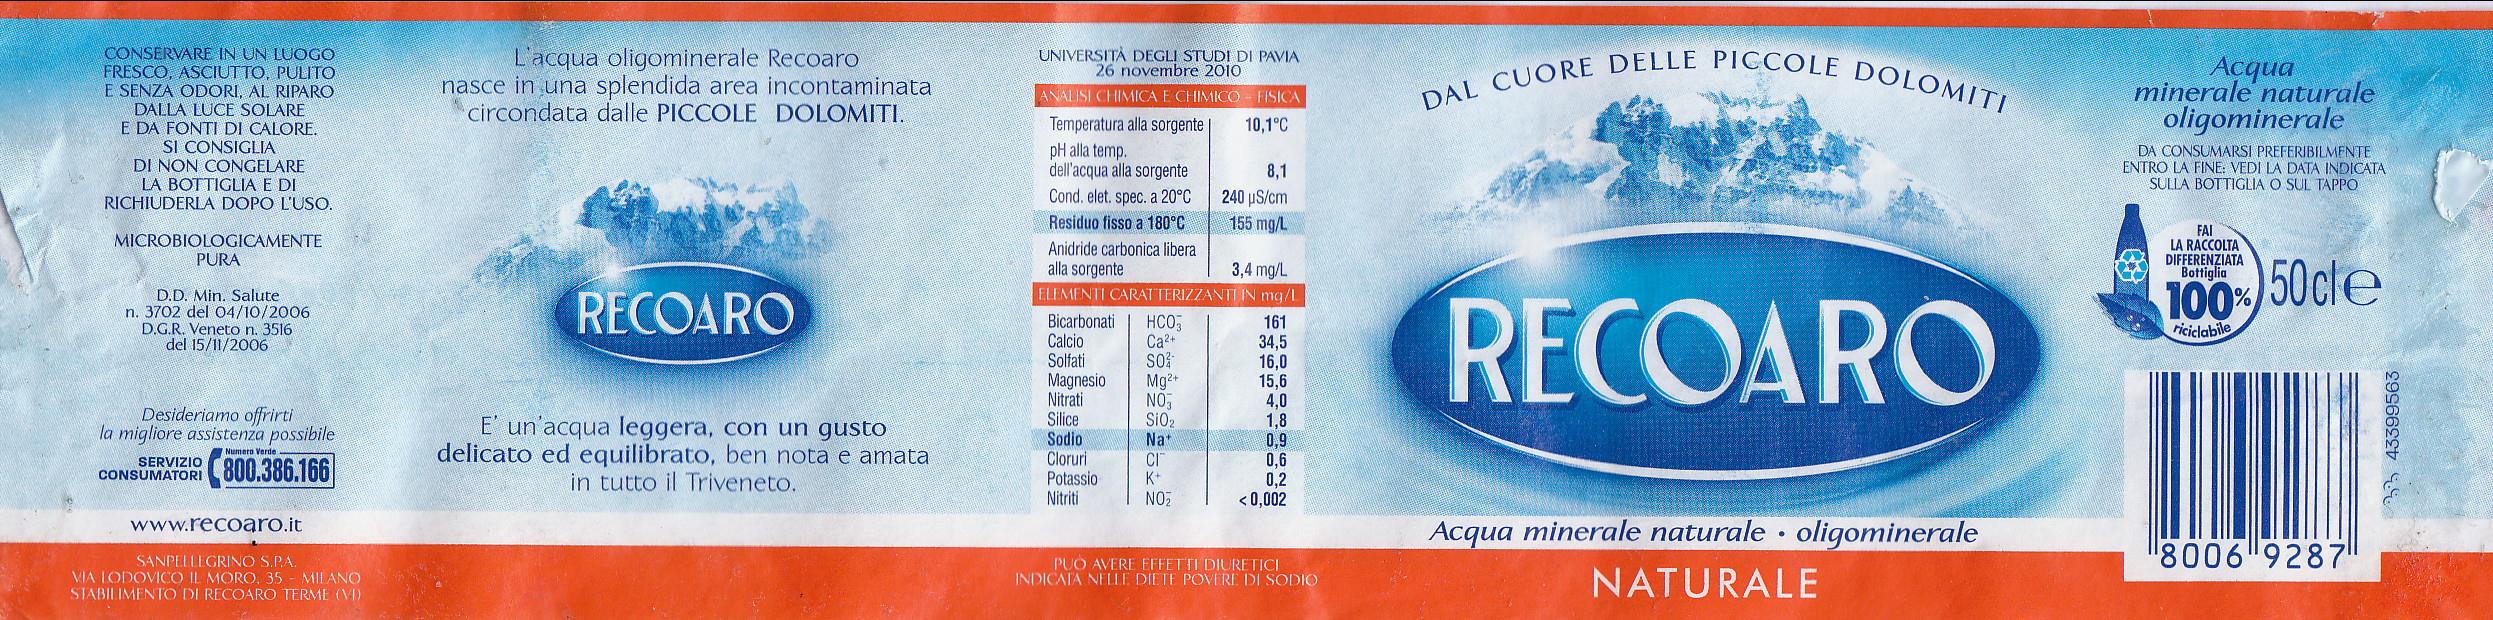 CONSERVARE IN UN LUOGO
FRESCO, ASCIUTTO, PULITO
E SENZA ODORI, AL RIPARO
DALLA LUCE SOLARE
E DA FONTI DI CALORE.
SI CONSIGLIA
DI NON CONGELARE
LA BOTTIGLIA E DI
RICHIUDERLA DOPO L'USO.
MICROBIOLOGICAMENTE
PURA
D.D. Min. Salute
n. 3702 del 04/10/2006
D.G.R. Veneto n. 3516
del 15/11/2006
Desideriamo offrirti
la migliore assistenza possibile
SERVIZIO
CONSUMATORI
Numero Verde
800.386.166
www.recoaro.it
SANPELLEGRINO S.P.A.
VIA LODOVICO IL MORO, 35 - MILANO
STABILIMENTO DI RECOARO TERME (VI)
L'acqua oligominerale Recoaro
nasce in una splendida area incontaminata
circondata dalle PICCOLE DOLOMITI.
RECOARO
E' un'acqua leggera, con un gusto
delicato ed equilibrato, ben nota e amata
in tutto il Triveneto.
UNIVERSITÀ DEGLI STUDI DI PAVIA
26 novembre 2010
ANALISI CHIMICA E CHIMICO - FISICA
Temperatura alla sorgente 10,1°C
pH alla temp.
dell'acqua alla sorgente 8,1
Cond. elet. spec. a 20°C 240 µS/cm
Residuo fisso a 180°C 155 mg/L
Anidride carbonica libera
alla sorgente 3,4 mg/L
ELEMENTI CARATTERIZZANTI IN mg/L
Bicarbonati HCO₃⁻ 161
Calcio Ca²⁺ 34,5
Solfati SO₄²⁻ 16,0
Magnesio Mg²⁺ 15,6
Nitrati NO₃⁻ 4,0
Silice SiO₂ 1,8
Sodio Na⁺ 0,9
Cloruri Cl⁻ 0,6
Potassio K⁺ 0,2
Nitriti NO₂⁻ <0,002
PUÒ AVERE EFFETTI DIURETICI
INDICATA NELLE DIETE POVERE DI SODIO
DAL CUORE DELLE PICCOLE DOLOMITI
RECOARO
Acqua minerale naturale • oligominerale
NATURALE
Acqua
minerale naturale
oligominerale
DA CONSUMARSI PREFERIBILMENTE
ENTRO LA FINE: VEDI LA DATA INDICATA
SULLA BOTTIGLIA O SUL TAPPO
FAI
LA RACCOLTA
DIFFERENZIATA
Bottiglia
100%
riciclabile
50 cl e
43399563
8006 9287